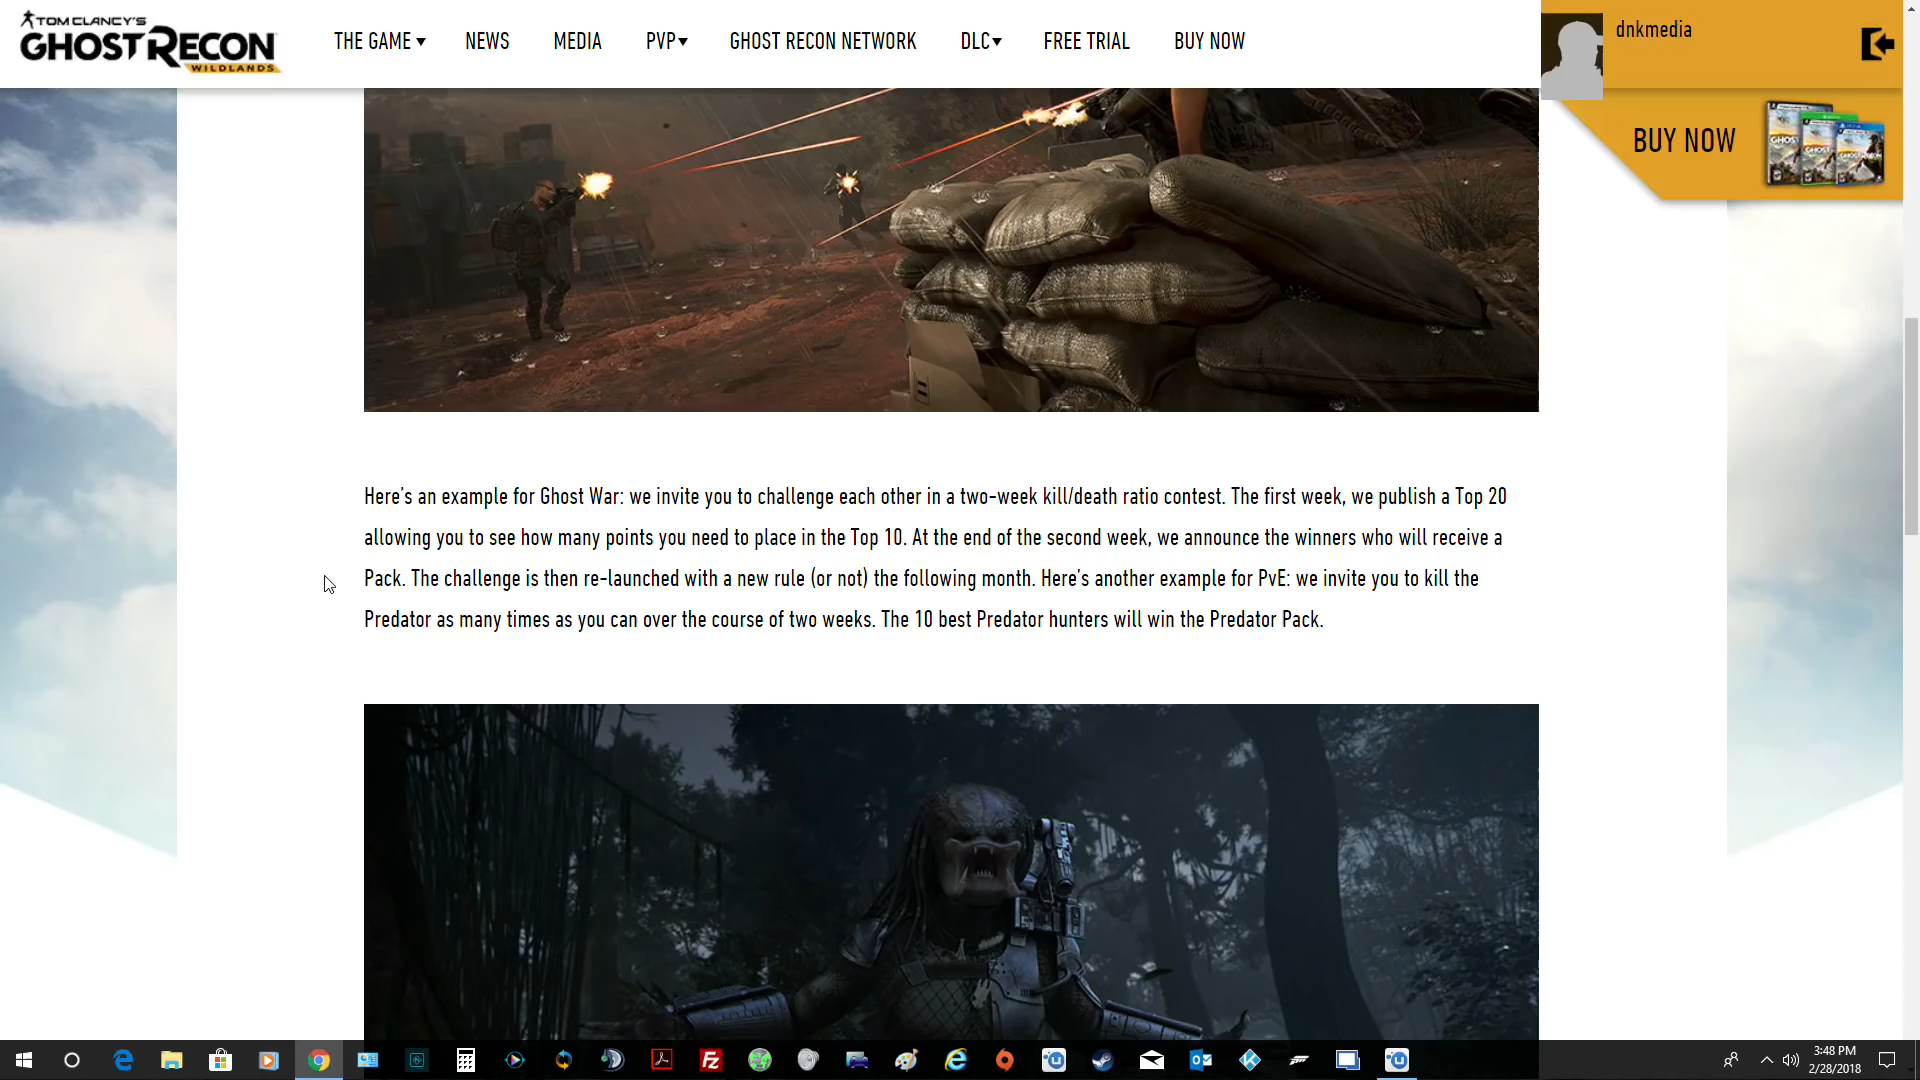 TOM CLANCY'S
GHOST RECON
WILDLANDS
THE GAME
NEWS
MEDIA
PVP
GHOST RECON NETWORK
DLC
FREE TRIAL
BUY NOW
dnkmedia
BUY NOW
Here's an example for Ghost War: we invite you to challenge each other in a two-week kill/death ratio contest. The first week, we publish a Top 20
allowing you to see how many points you need to place in the Top 10. At the end of the second week, we announce the winners who will receive a
Pack. The challenge is then re-launched with a new rule (or not) the following month. Here's another example for PvE: we invite you to kill the
Predator as many times as you can over the course of two weeks. The 10 best Predator hunters will win the Predator Pack.
3:48 PM
2/28/2018